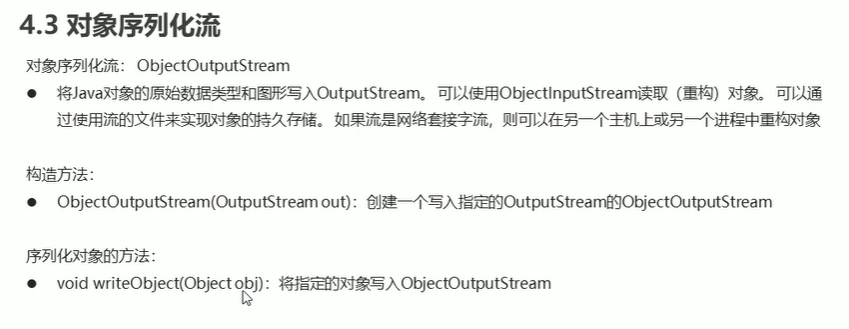 4.3 对象序列化流
对象序列化流： ObjectOutputStream
● 将Java对象的原始数据类型和图形写入OutputStream。 可以使用ObjectInputStream读取（重构）对象。 可以通
过使用流的文件来实现对象的持久存储。 如果流是网络套接字流，则可以在另一个主机上或另一个进程中重构对象
构造方法：
● ObjectOutputStream(OutputStream out)：创建一个写入指定的OutputStream的ObjectOutputStream
序列化对象的方法：
● void writeObject(Object obj)：将指定的对象写入ObjectOutputStream